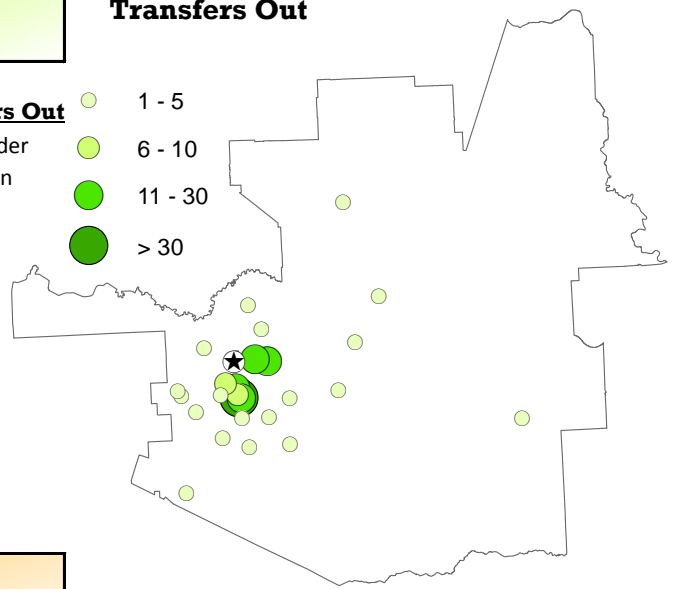 Transfers Out
rs Out
der
n
1 - 5
6 - 10
11 - 30
> 30